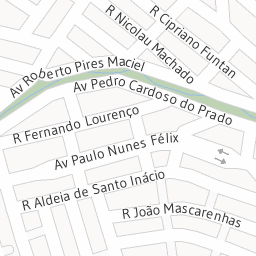 R Cipriano Funtan
R Nicolau Machado
Av Roberto Pires Maciel
Av Pedro Cardoso do Prado
R Fernando Lourenço
Av Paulo Nunes Félix
R Aldeia de Santo Inácio
R João Mascarenhas